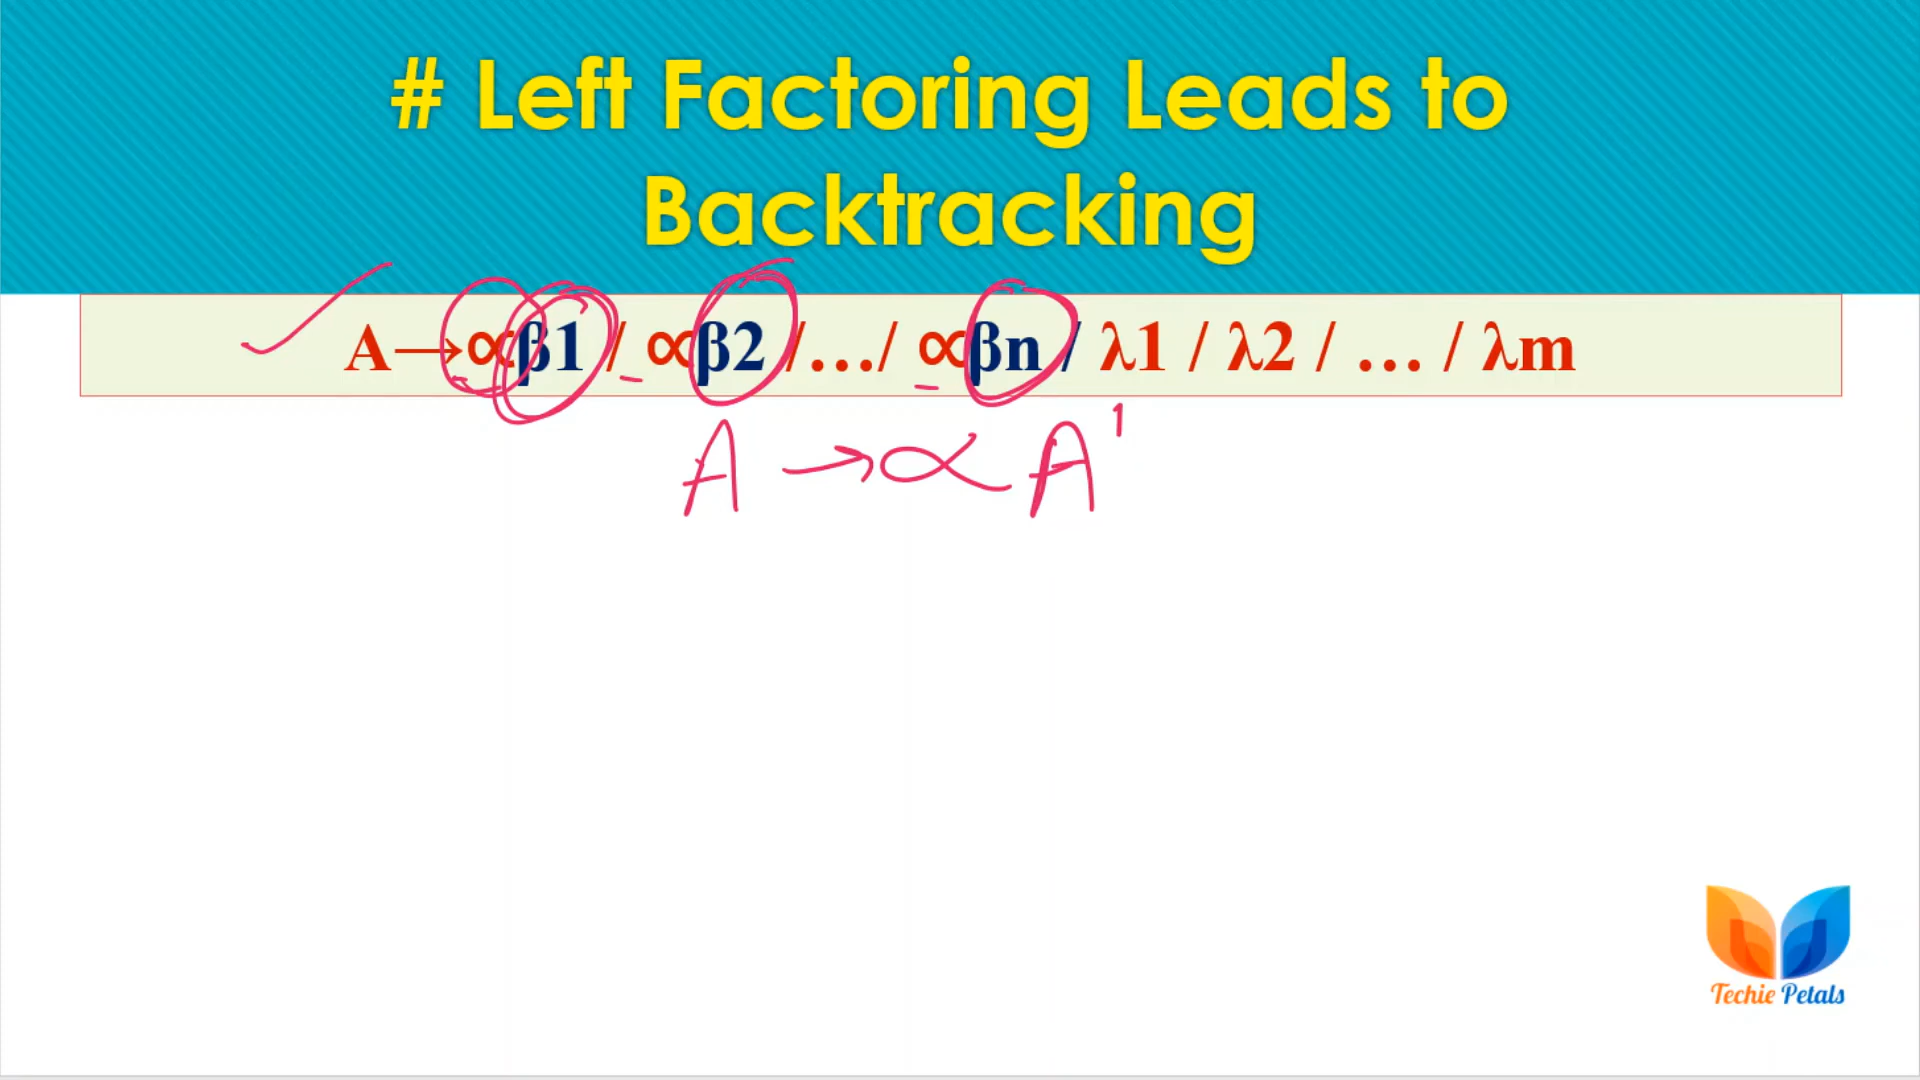 # Left Factoring Leads to
Backtracking
A→∝β1 / ∝β2 /…/ ∝βn / λ1 / λ2 / … / λm
A → ∝ A'
Techie Petals